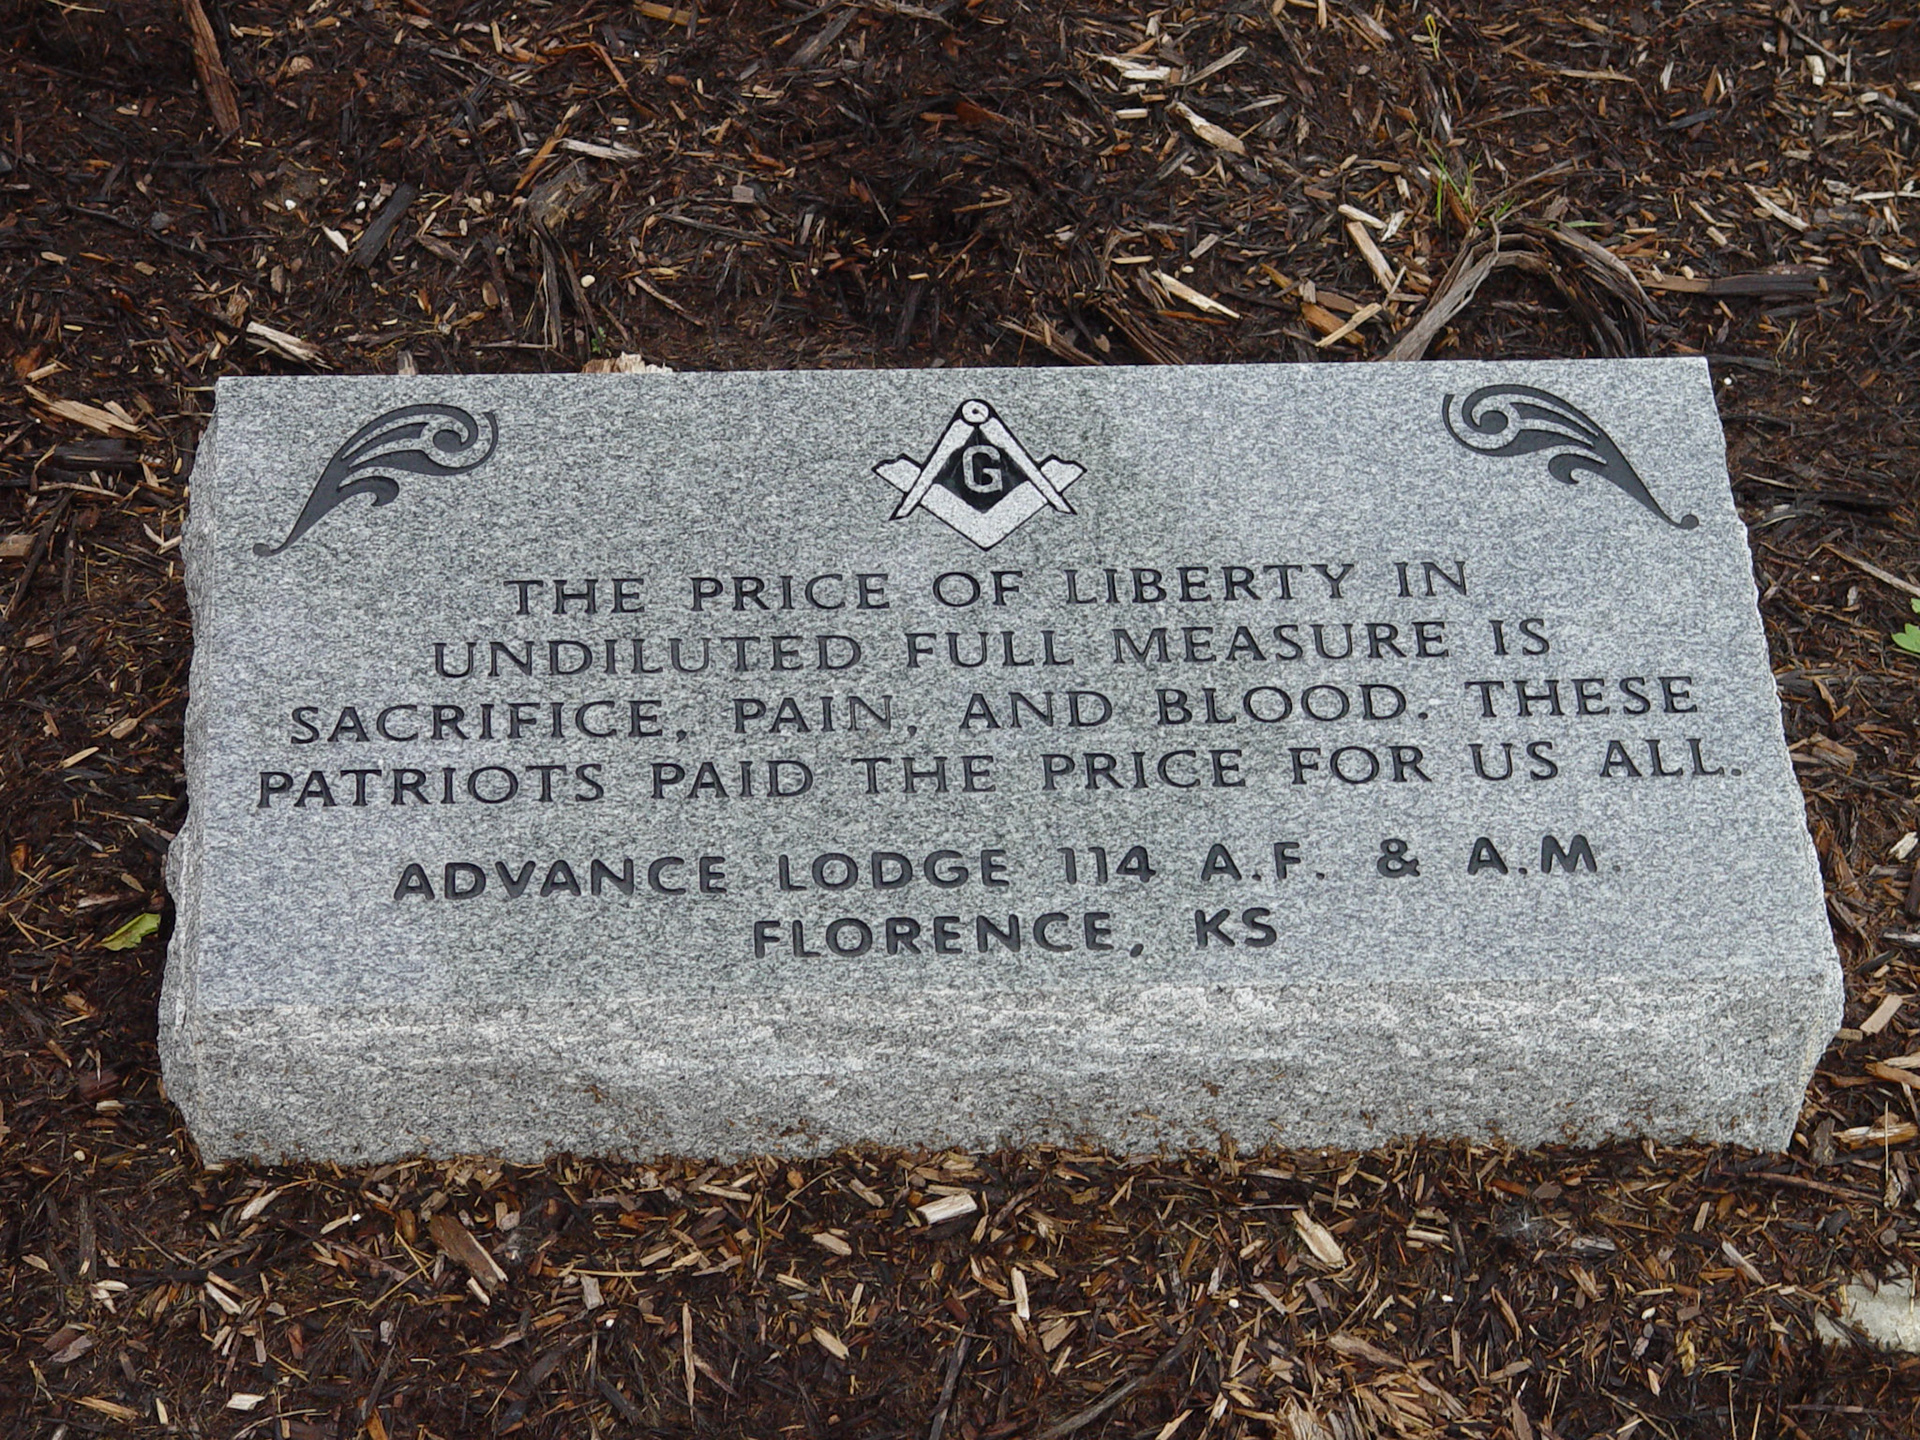 G
THE PRICE OF LIBERTY IN
UNDILUTED FULL MEASURE IS
SACRIFICE, PAIN, AND BLOOD. THESE
PATRIOTS PAID THE PRICE FOR US ALL.
ADVANCE LODGE 114 A.F. & A.M.
FLORENCE, KS